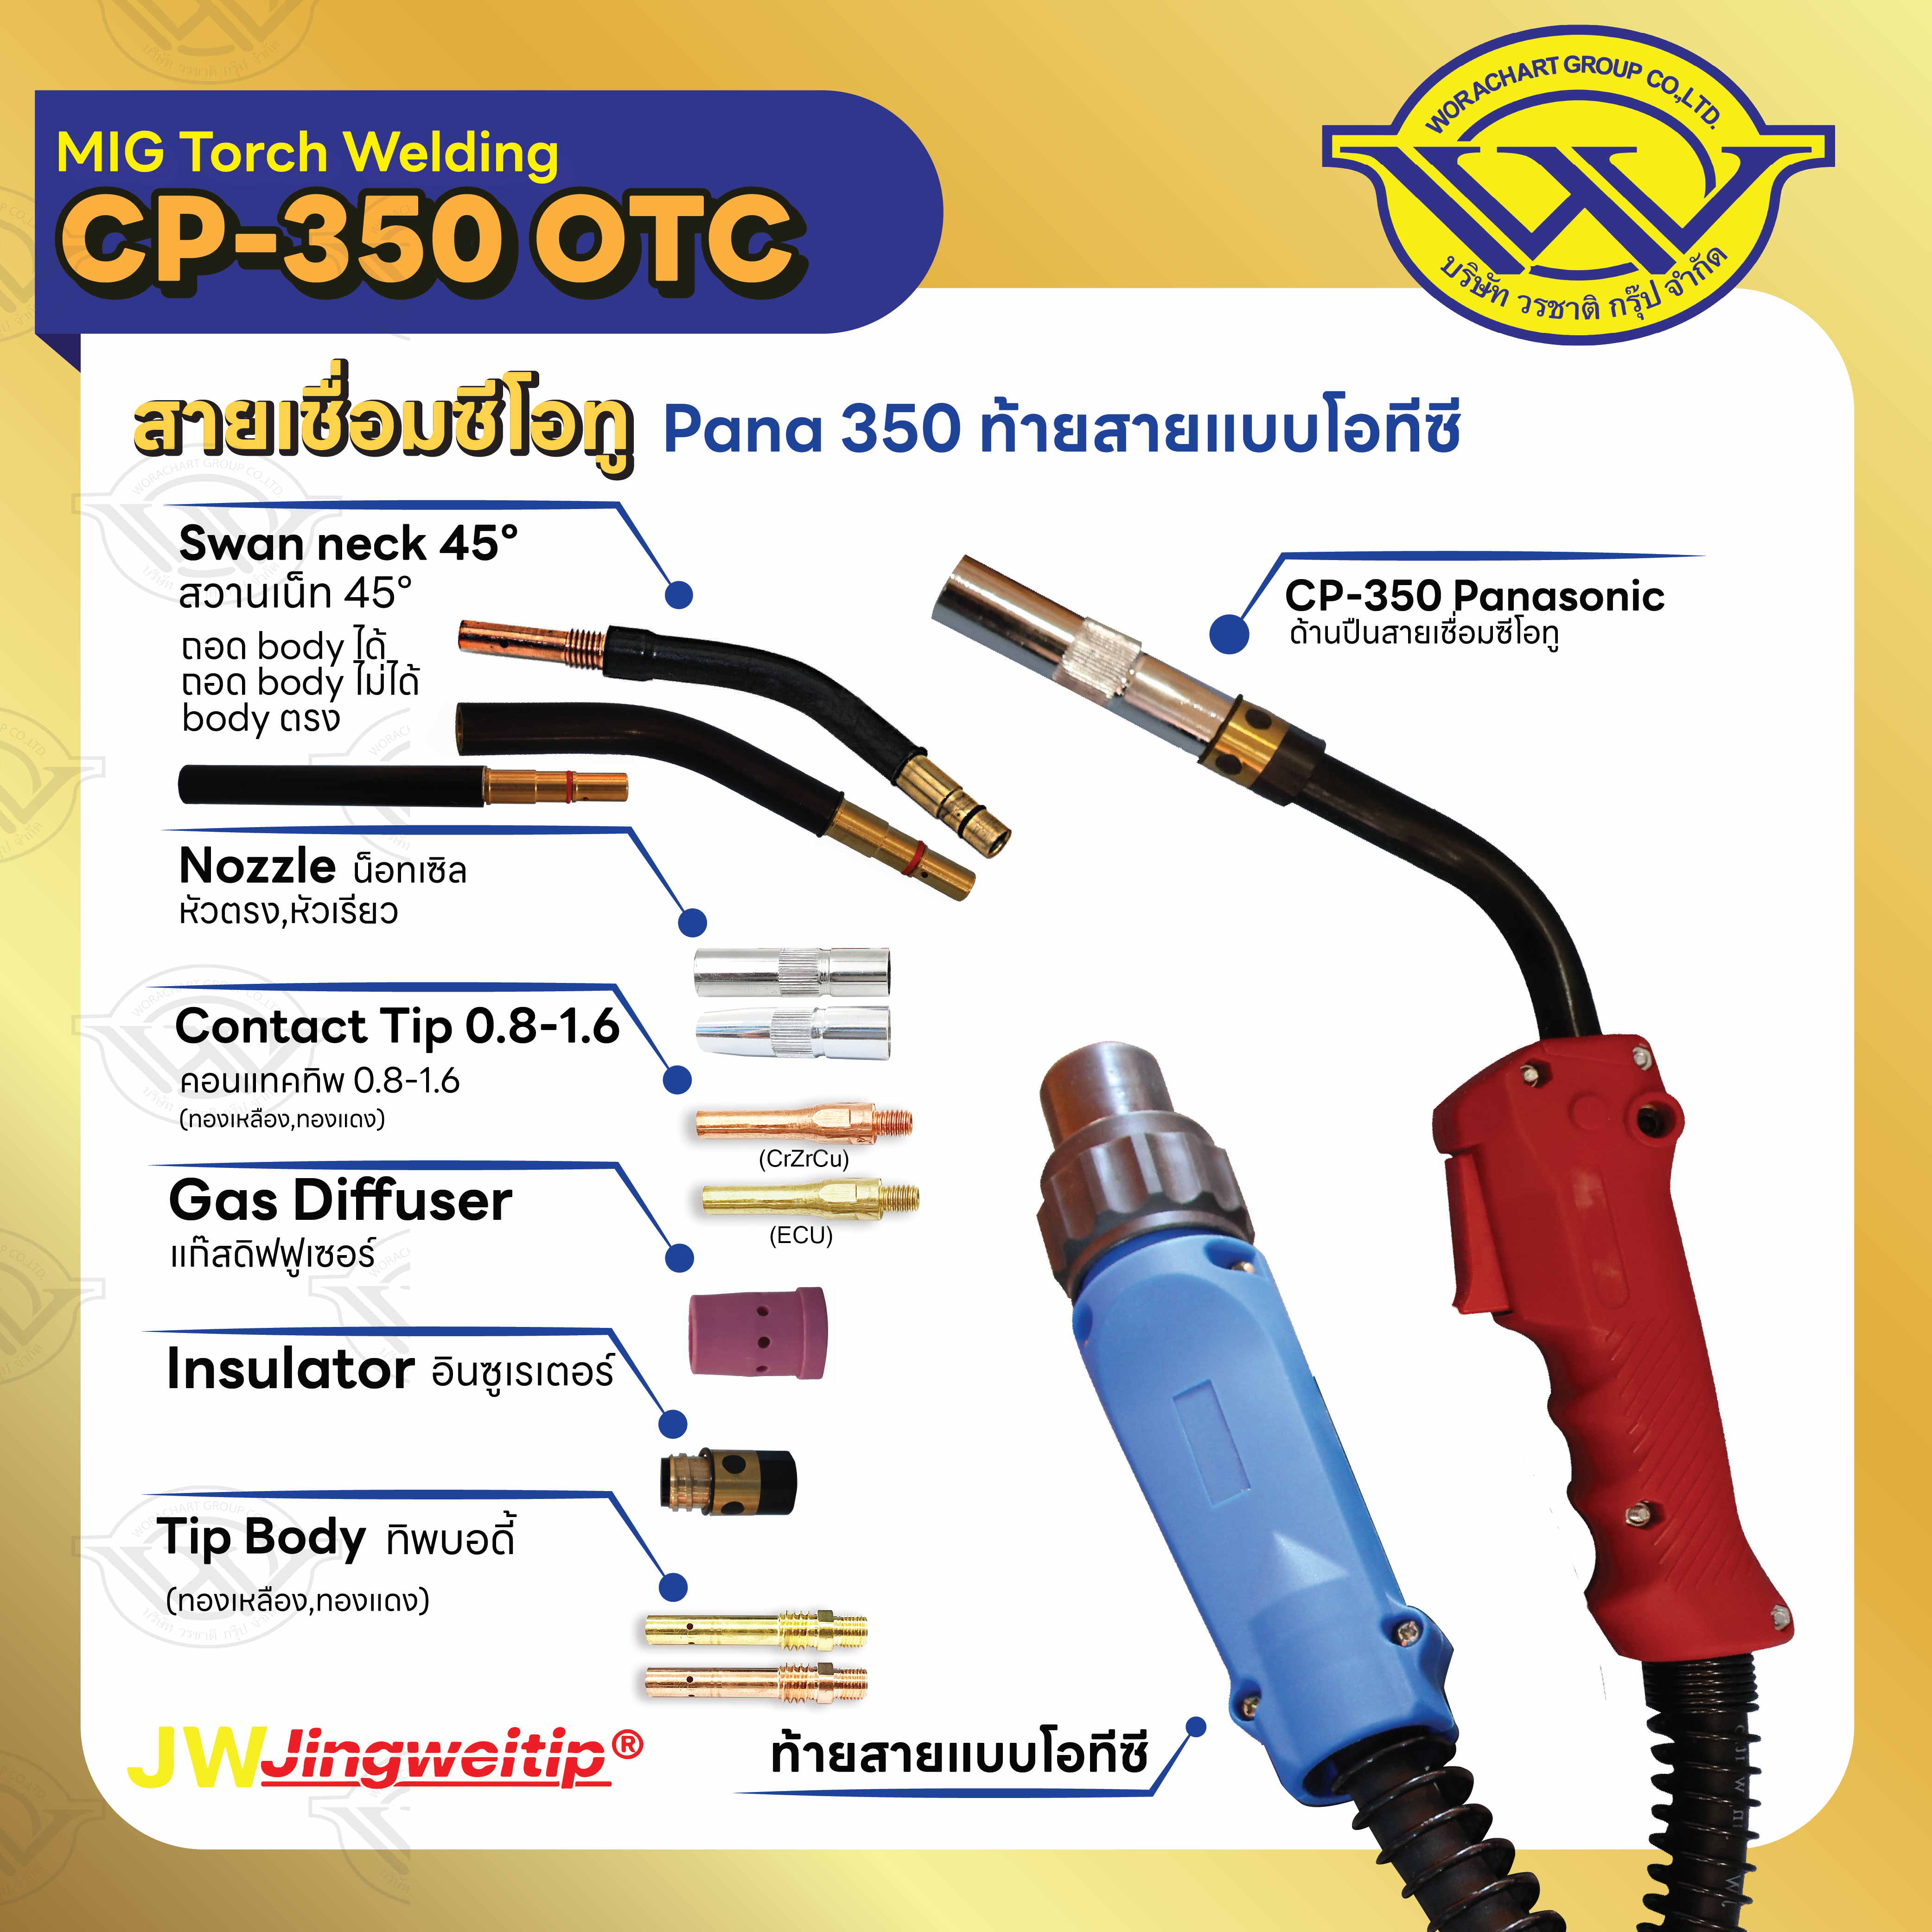 WORACHART GROUP CO.,LTD.
บริษัท วรชาติ กรุ๊ป จำกัด
MIG Torch Welding
CP-350 OTC
สายเชื่อมซีโอทู Pana 350 ท้ายสายแบบโอทีซี
Swan neck 45°
สวานเน็ท 45°
ถอด body ได้
ถอด body ไม่ได้
body ตรง
CP-350 Panasonic
ด้านปืนสายเชื่อมซีโอทู
Nozzle น็อทเซิล
หัวตรง,หัวเรียว
Contact Tip 0.8-1.6
คอนแทคทิพ 0.8-1.6
(ทองเหลือง,ทองแดง)
(CrZrCu)
(ECU)
Gas Diffuser
แก๊สดิฟฟูเซอร์
Insulator อินซูเรเตอร์
Tip Body ทิพบอดี้
(ทองเหลือง,ทองแดง)
JW Jingweitip®
ท้ายสายแบบโอทีซี